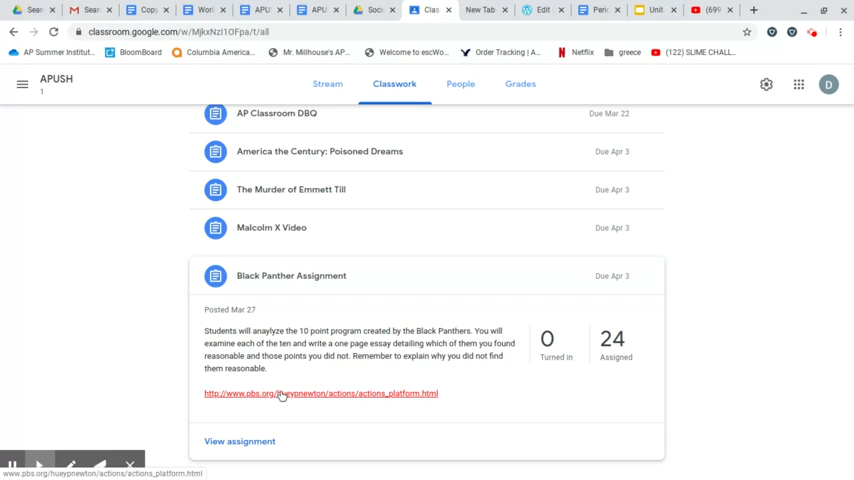 Sear
Sear
Copy
Work
APUS
APUS
Socia
Class
New Tab
Edit
Perio
Unit
(699
classroom.google.com/w/MjkxNzI1OFpa/t/all
AP Summer Institut...
BloomBoard
Columbia America...
Mr. Millhouse's AP...
Welcome to escWo...
Order Tracking | A...
Netflix
greece
(122) SLIME CHALL...
APUSH
1
Stream
Classwork
People
Grades
D
AP Classroom DBQ
Due Mar 22
America the Century: Poisoned Dreams
Due Apr 3
The Murder of Emmett Till
Due Apr 3
Malcolm X Video
Due Apr 3
Black Panther Assignment
Due Apr 3
Posted Mar 27
Students will anaylyze the 10 point program created by the Black Panthers. You will
examine each of the ten and write a one page essay detailing which of them you found
reasonable and those points you did not. Remember to explain why you did not find
them reasonable.
0
Turned in
24
Assigned
http://www.pbs.org/hueypnewton/actions/actions_platform.html
View assignment
www.pbs.org/hueypnewton/actions/actions_platform.html